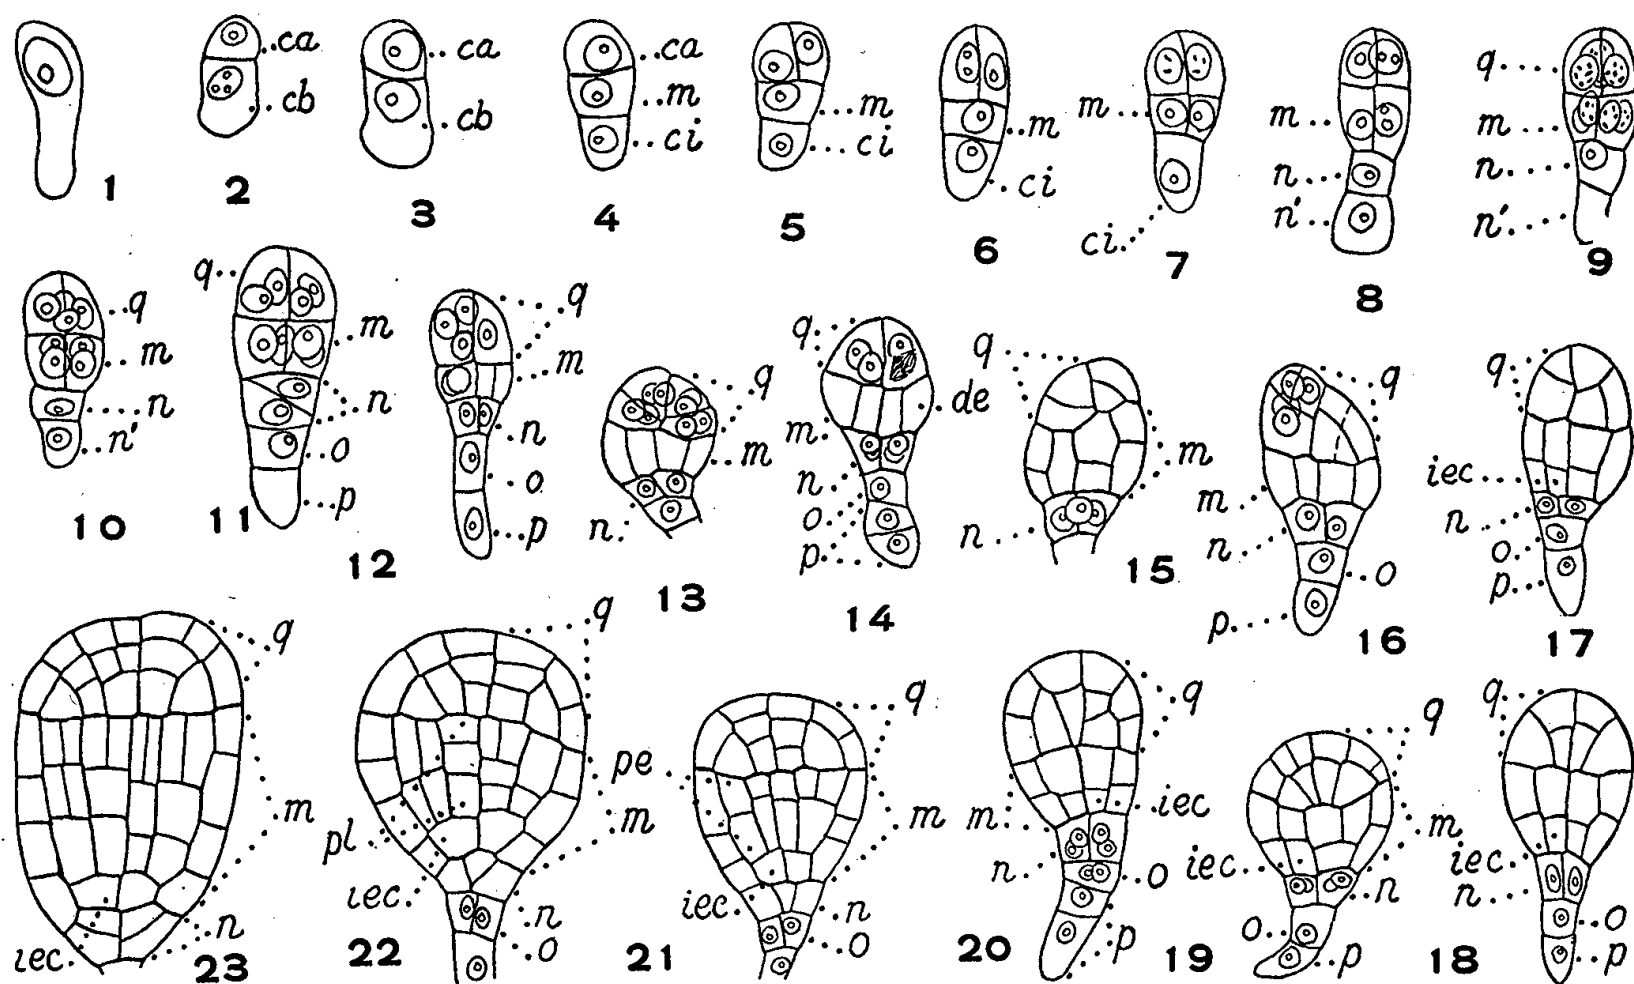 ca
cb
1
2
ca
cb
3
ca
m
ci
4
m
ci
5
m
ci
6
m
ci
7
m
n
n'
8
q
m
n
n'
9
q
m
n
n'
10
q
m
n
o
p
11
q
m
n
o
p
12
q
m
n
13
q
de
m
n
o
p
14
q
m
n
15
q
m
n
o
p
16
q
iec
n
o
p
17
q
m
n
iec
23
q
m
pl
iec
n
o
22
q
pe
m
iec
n
o
21
q
m
iec
n
o
p
20
q
m
iec
n
o
p
19
q
iec
n
o
p
18